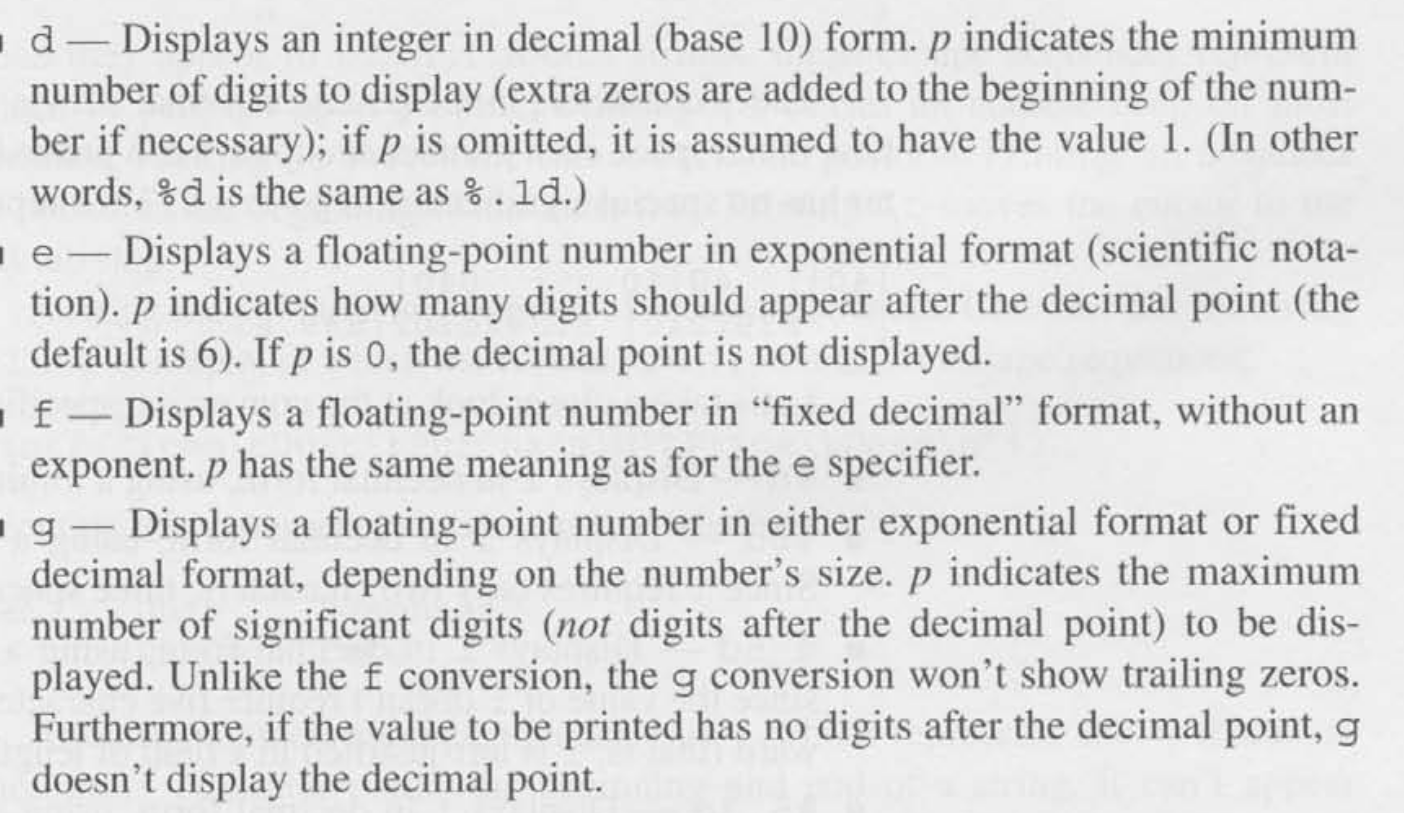 d — Displays an integer in decimal (base 10) form. p indicates the minimum
number of digits to display (extra zeros are added to the beginning of the num-
ber if necessary); if p is omitted, it is assumed to have the value 1. (In other
words, %d is the same as %.1d.)
e — Displays a floating-point number in exponential format (scientific nota-
tion). p indicates how many digits should appear after the decimal point (the
default is 6). If p is 0, the decimal point is not displayed.
f — Displays a floating-point number in “fixed decimal” format, without an
exponent. p has the same meaning as for the e specifier.
g — Displays a floating-point number in either exponential format or fixed
decimal format, depending on the number’s size. p indicates the maximum
number of significant digits (not digits after the decimal point) to be dis-
played. Unlike the f conversion, the g conversion won’t show trailing zeros.
Furthermore, if the value to be printed has no digits after the decimal point, g
doesn’t display the decimal point.